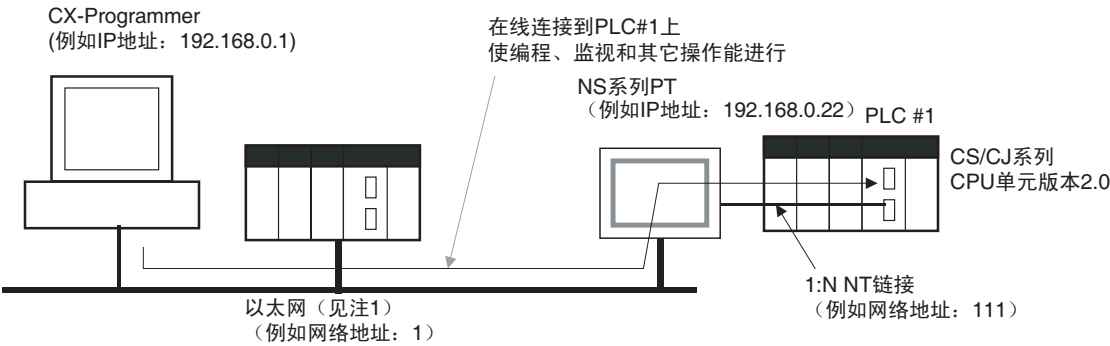 CX-Programmer
(例如IP地址：192.168.0.1)
在线连接到PLC#1上
使编程、监视和其它操作能进行
NS系列PT
（例如IP地址：192.168.0.22）
PLC #1
CS/CJ系列
CPU单元版本2.0
1:N NT链接
（例如网络地址：111）
以太网（见注1）
（例如网络地址：1）